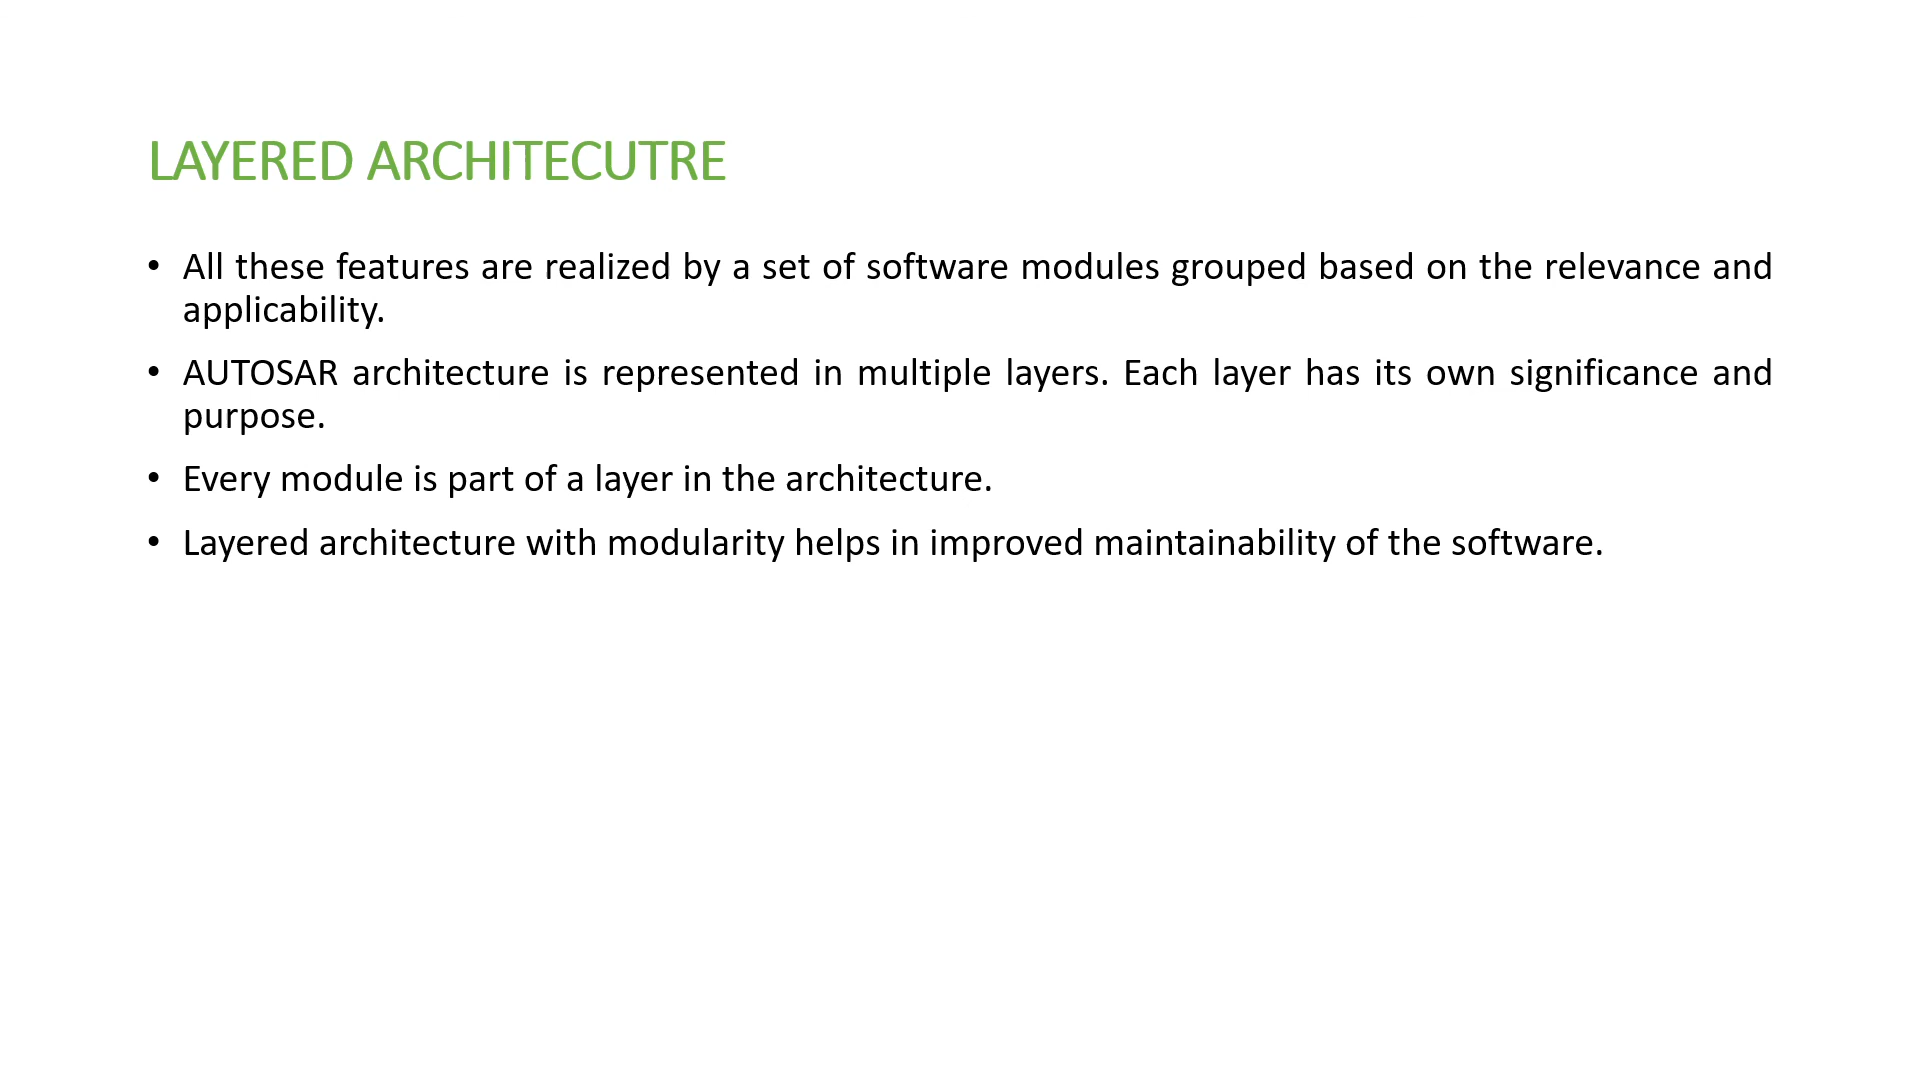 LAYERED ARCHITECUTRE
• All these features are realized by a set of software modules grouped based on the relevance and
applicability.
• AUTOSAR architecture is represented in multiple layers. Each layer has its own significance and
purpose.
• Every module is part of a layer in the architecture.
• Layered architecture with modularity helps in improved maintainability of the software.